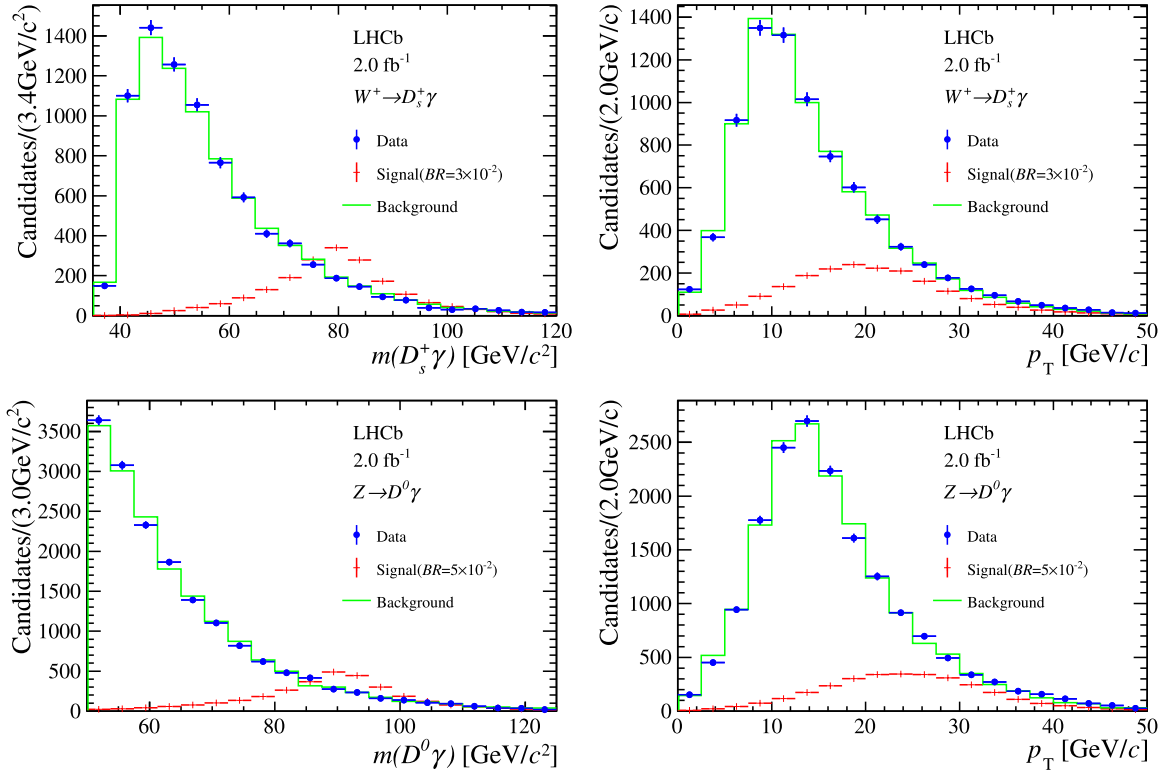 Candidates/(3.4GeV/c²)
1400
1200
1000
800
600
400
200
0
40 60 80 100 120
m(D_s⁺γ) [GeV/c²]
LHCb
2.0 fb⁻¹
W⁺→D_s⁺γ
Data
Signal(BR=3×10⁻²)
Background
Candidates/(2.0GeV/c)
1400
1200
1000
800
600
400
200
0
0 10 20 30 40 50
p_T [GeV/c]
LHCb
2.0 fb⁻¹
W⁺→D_s⁺γ
Data
Signal(BR=3×10⁻²)
Background
Candidates/(3.0GeV/c²)
3500
3000
2500
2000
1500
1000
500
0
60 80 100 120
m(D⁰γ) [GeV/c²]
LHCb
2.0 fb⁻¹
Z→D⁰γ
Data
Signal(BR=5×10⁻²)
Background
Candidates/(2.0GeV/c)
2500
2000
1500
1000
500
0
0 10 20 30 40 50
p_T [GeV/c]
LHCb
2.0 fb⁻¹
Z→D⁰γ
Data
Signal(BR=5×10⁻²)
Background